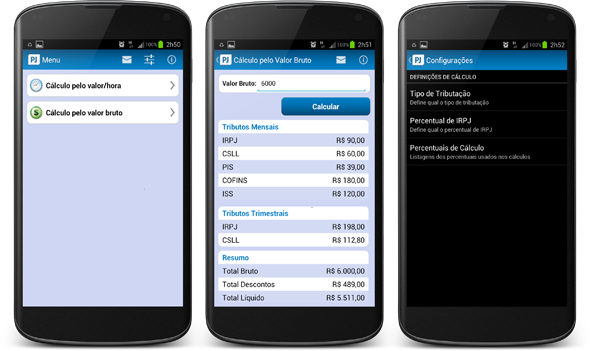 100% 2h50
PJ Menu
Cálculo pelo valor/hora
Cálculo pelo valor bruto
100% 2h51
PJ Cálculo pelo Valor Bruto
Valor Bruto: 6000
Calcular
Tributos Mensais
IRPJ R$ 90,00
CSLL R$ 60,00
PIS R$ 39,00
COFINS R$ 180,00
ISS R$ 120,00
Tributos Trimestrais
IRPJ R$ 198,00
CSLL R$ 112,80
Resumo
Total Bruto R$ 6.000,00
Total Descontos R$ 489,00
Total Líquido R$ 5.511,00
100% 2h52
PJ Configurações
DEFINIÇÕES DE CÁLCULO
Tipo de Tributação
Define qual o tipo de tributação
Percentual de IRPJ
Define qual o percentual de IRPJ
Percentuais de Cálculo
Listagens dos percentuais usados nos cálculos